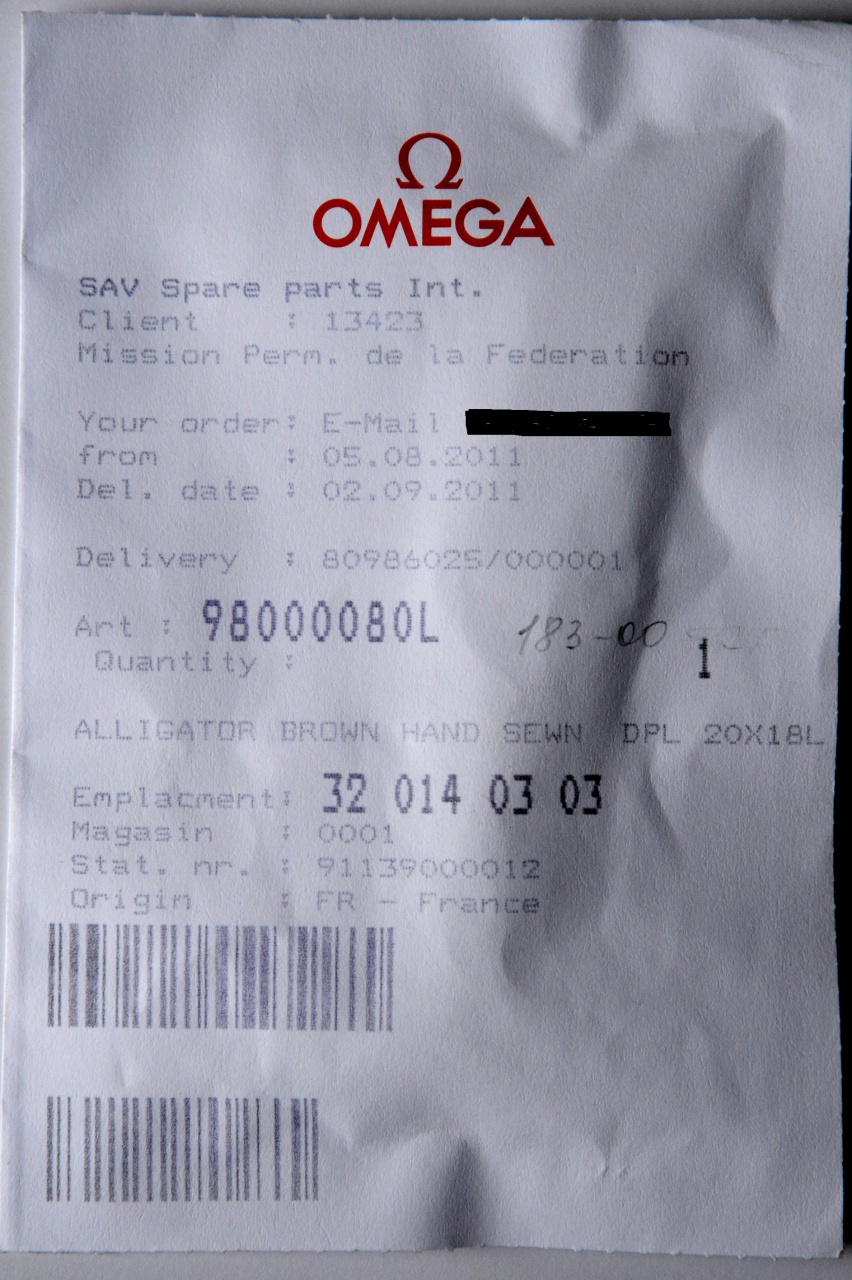 Ω
OMEGA
SAV Spare parts Int.
Client : 13423
Mission Perm. de la Federation
Your order: E-Mail
from : 05.08.2011
Del. date : 02.09.2011
Delivery : 80986025/000001
Art : 98000080L 183-00
Quantity : 1
ALLIGATOR BROWN HAND SEWN DPL 20X18L
Emplacment: 32 014 03 03
Magasin : 0001
Stat. nr. : 91139000012
Origin : FR - France